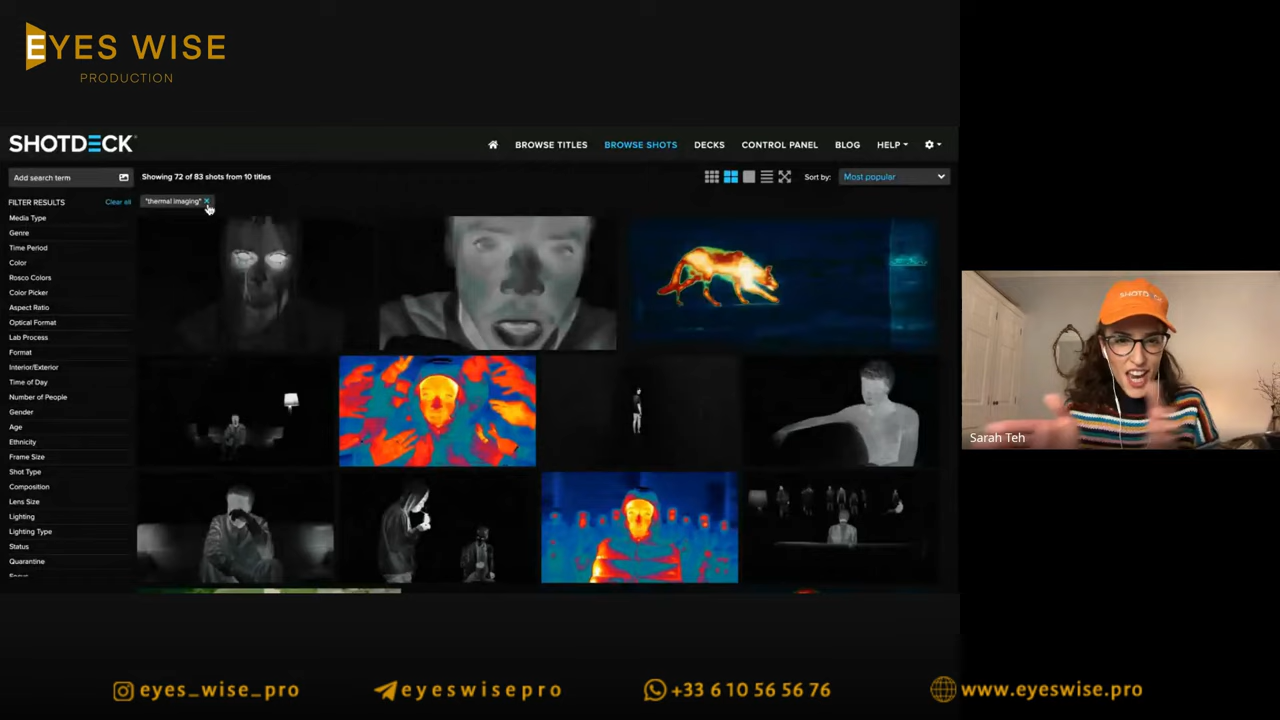 EYES WISE
PRODUCTION
SHOTDECK
BROWSE TITLES
BROWSE SHOTS
DECKS
CONTROL PANEL
BLOG
HELP
Add search term
Showing 72 of 83 shots from 10 titles
Sort by:
Most popular
FILTER RESULTS
Clear all
"thermal imaging" ×
Media Type
Genre
Time Period
Color
Rosco Colors
Color Picker
Aspect Ratio
Optical Format
Lab Process
Format
Interior/Exterior
Time of Day
Number of People
Gender
Age
Ethnicity
Frame Size
Shot Type
Composition
Lens Size
Lighting
Lighting Type
Status
Quarantine
SHOTDECK
Sarah Teh
eyes_wise_pro
eyeswisepro
+33 6 10 56 56 76
www.eyeswise.pro